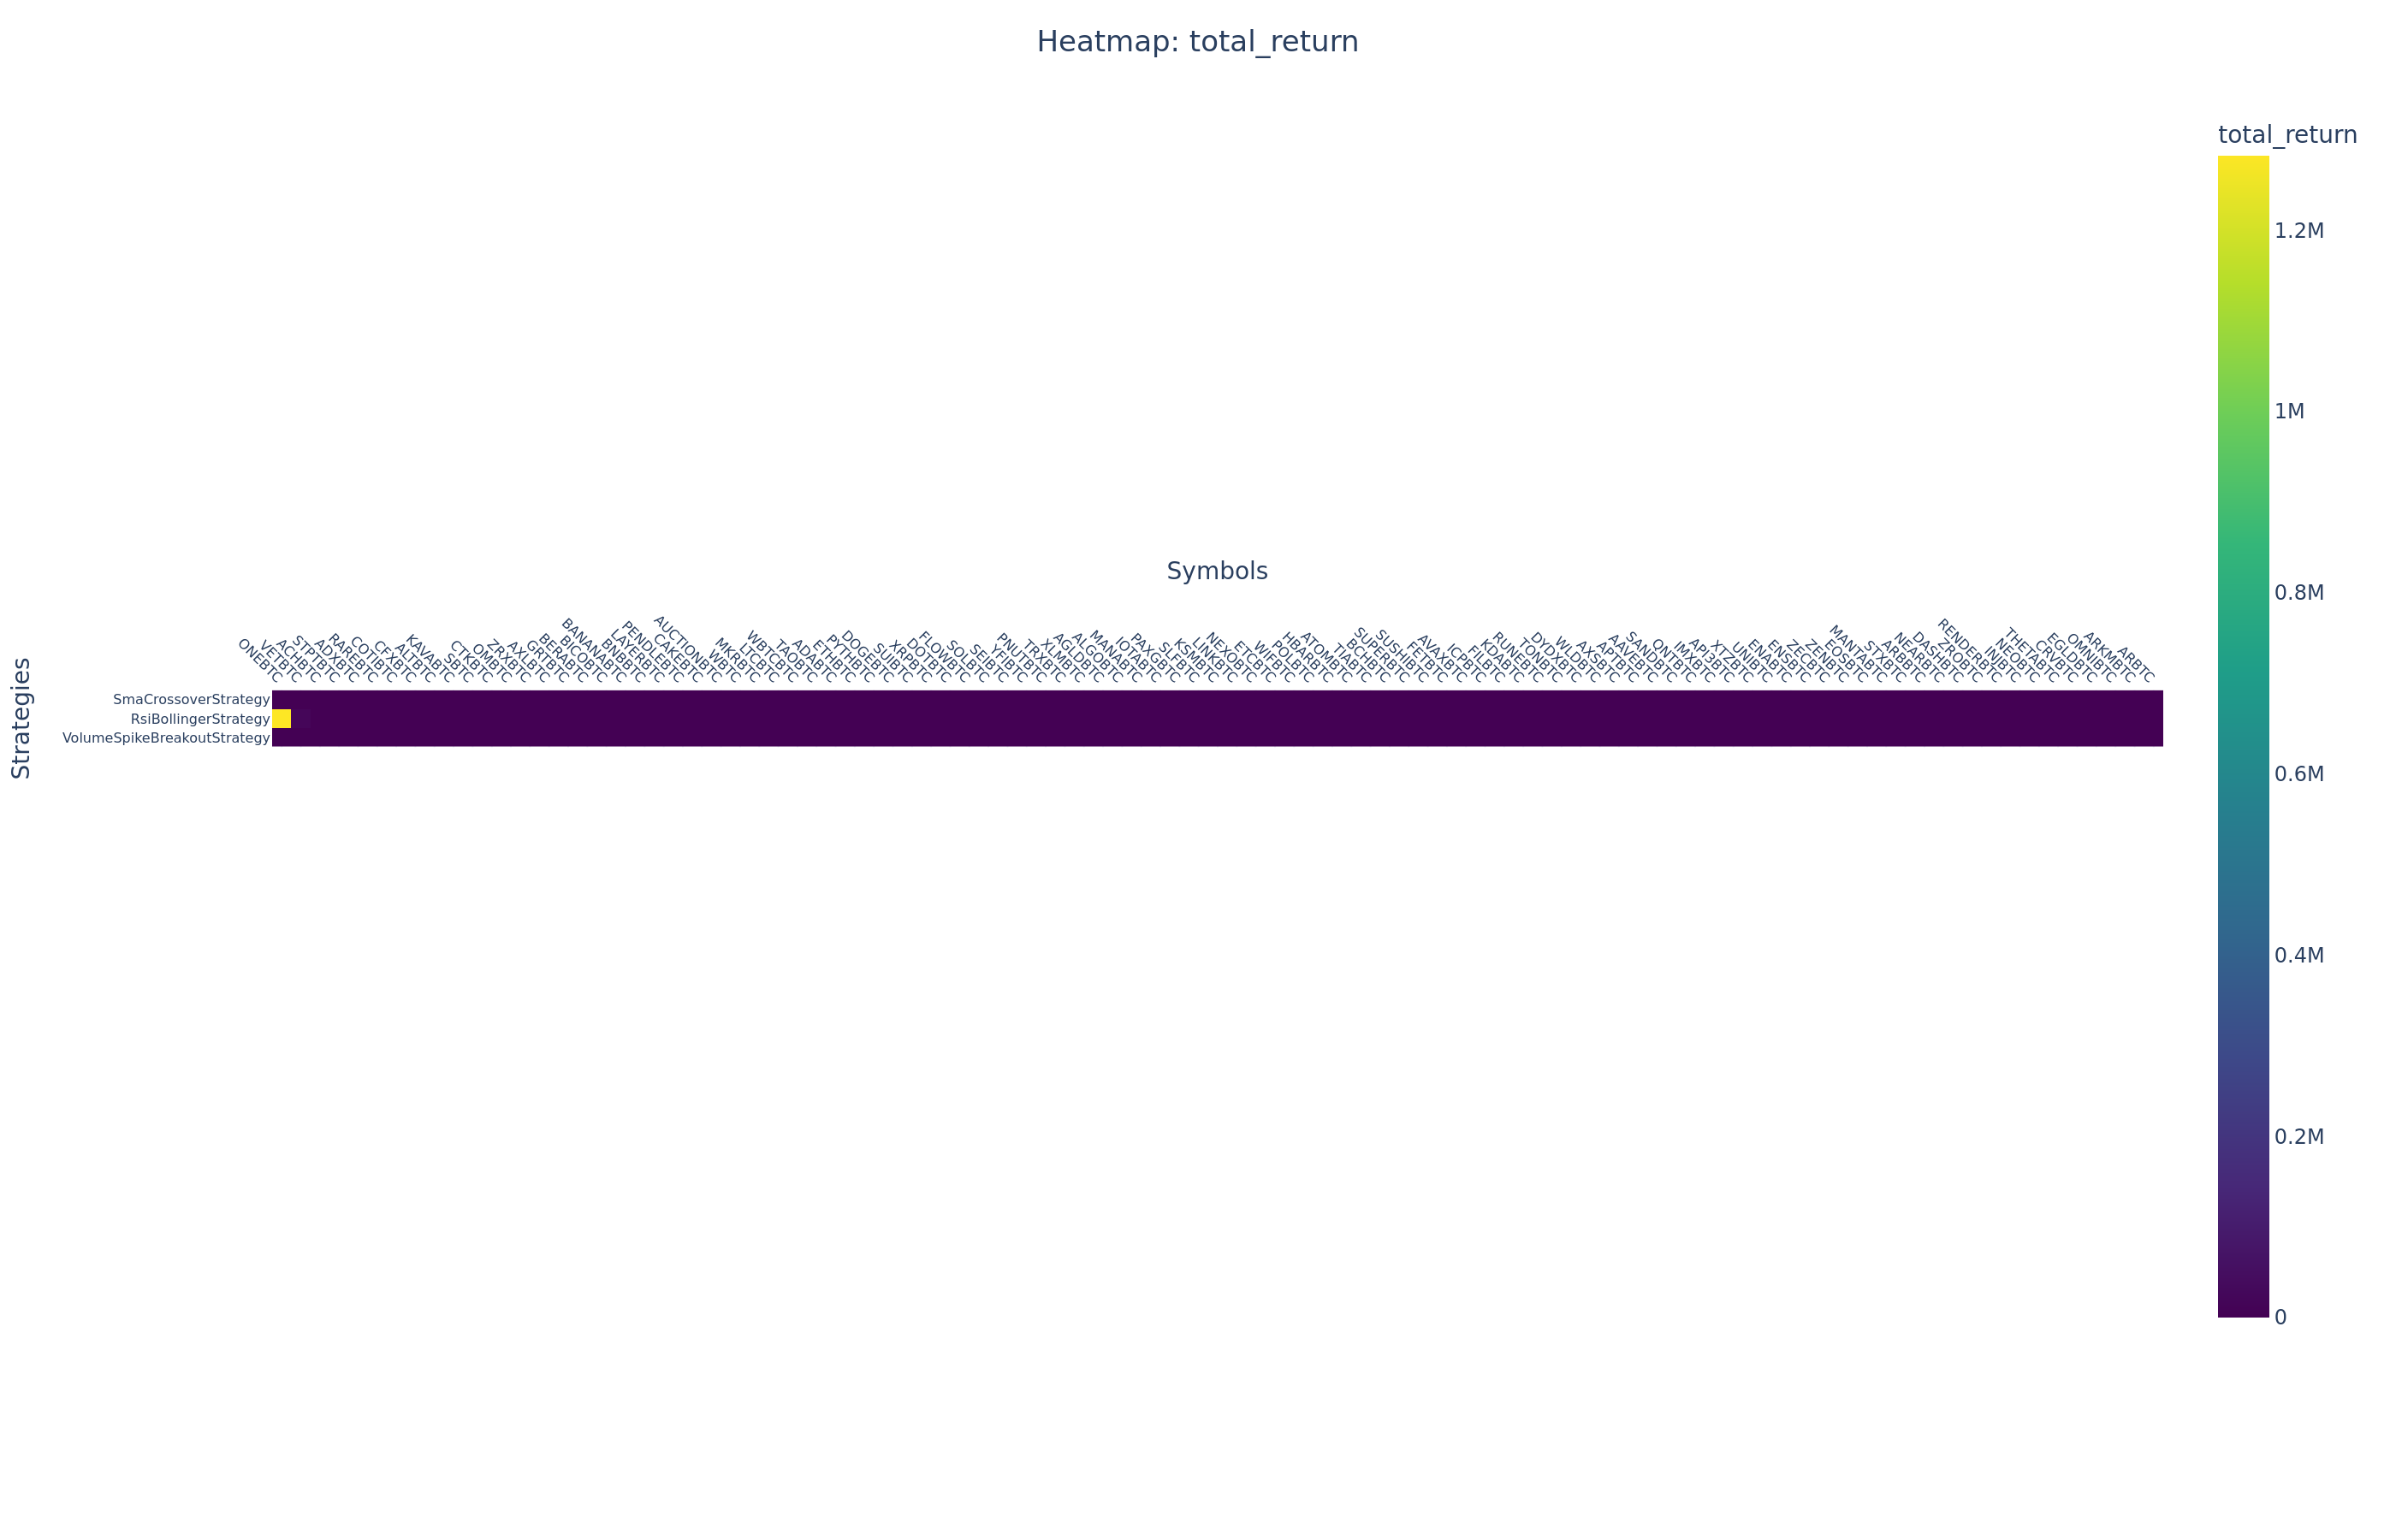 Heatmap: total_return
total_return
1.2M
1M
0.8M
0.6M
0.4M
0.2M
0
Symbols
ONEBTC
VETBTC
ACHBTC
STPTBTC
ADXBTC
RAREBTC
COTIBTC
CFXBTC
ALTBTC
KAVABTC
SBTC
CTKBTC
OMBTC
ZRXBTC
AXLBTC
GRTBTC
BERABTC
BICOBTC
BANANABTC
BNBBTC
LAYERBTC
PENDLEBTC
CAKEBTC
AUCTIONBTC
WBTC
MKRBTC
LTCBTC
WBTCBTC
TAOBTC
ADABTC
ETHBTC
PYTHBTC
DOGEBTC
SUIBTC
XRPBTC
DOTBTC
FLOWBTC
SOLBTC
SEIBTC
YFIBTC
PNUTBTC
TRXBTC
XLMBTC
AGLDBTC
ALGOBTC
MANABTC
IOTABTC
PAXGBTC
SLFBTC
KSMBTC
LINKBTC
NEXOBTC
ETCBTC
WIFBTC
POLBTC
HBARBTC
ATOMBTC
TIABTC
BCHBTC
SUPERBTC
SUSHIBTC
FETBTC
AVAXBTC
ICPBTC
FILBTC
KDABTC
RUNEBTC
TONBTC
DYDXBTC
WLDBTC
AXSBTC
APTBTC
AAVEBTC
SANDBTC
QNTBTC
IMXBTC
API3BTC
XTZBTC
UNIBTC
ENABTC
ENSBTC
ZECBTC
ZENBTC
EOSBTC
MANTABTC
STXBTC
ARBBTC
NEARBTC
DASHBTC
ZROBTC
RENDERBTC
INJBTC
NEOBTC
THETABTC
CRVBTC
EGLDBTC
OMNIBTC
ARKMBTC
ARBTC
Strategies
SmaCrossoverStrategy
RsiBollingerStrategy
VolumeSpikeBreakoutStrategy